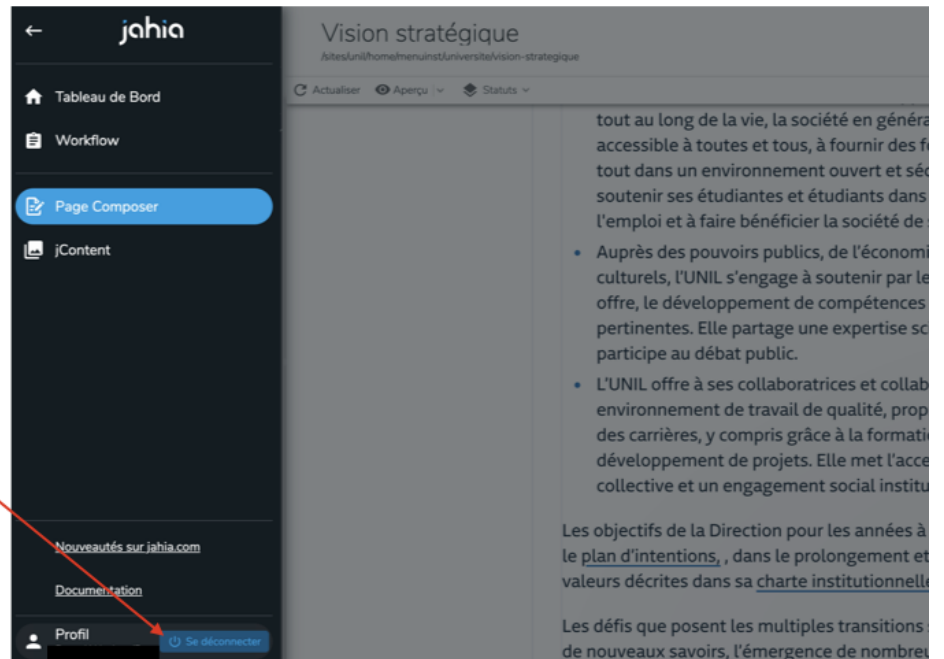 jahia
Tableau de Bord
Workflow
Page Composer
jContent
Nouveautés sur jahia.com
Documentation
Profil
Se déconnecter
Vision stratégique
/sites/unil/home/menuinst/universite/vision-strategique
Actualiser Aperçu Statuts
tout au long de la vie, la société en généra
accessible à toutes et tous, à fournir des f
tout dans un environnement ouvert et séc
soutenir ses étudiantes et étudiants dans
l'emploi et à faire bénéficier la société de
• Auprès des pouvoirs publics, de l'économi
culturels, l'UNIL s'engage à soutenir par le
offre, le développement de compétences
pertinentes. Elle partage une expertise sc
participe au débat public.
• L'UNIL offre à ses collaboratrices et collab
environnement de travail de qualité, prop
des carrières, y compris grâce à la formati
développement de projets. Elle met l'acce
collective et un engagement social institu
Les objectifs de la Direction pour les années à
le plan d'intentions, , dans le prolongement et
valeurs décrites dans sa charte institutionnelle
Les défis que posent les multiples transitions
de nouveaux savoirs, l'émergence de nombreu